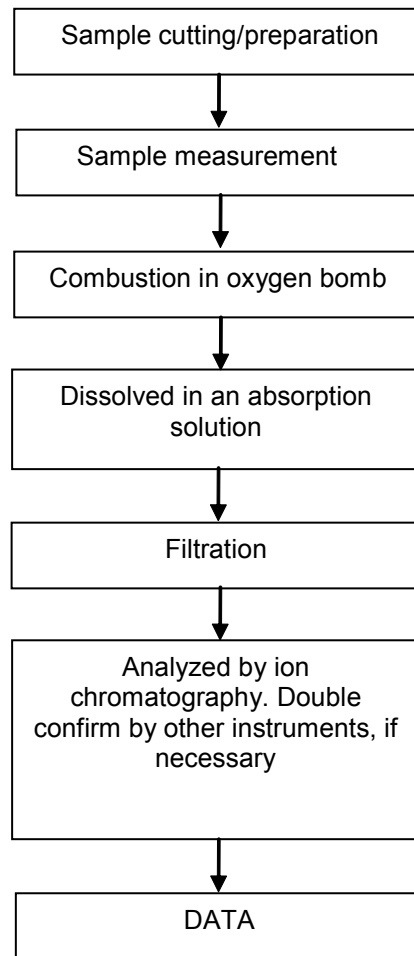 Sample cutting/preparation
Sample measurement
Combustion in oxygen bomb
Dissolved in an absorption
solution
Filtration
Analyzed by ion
chromatography. Double
confirm by other instruments, if
necessary
DATA